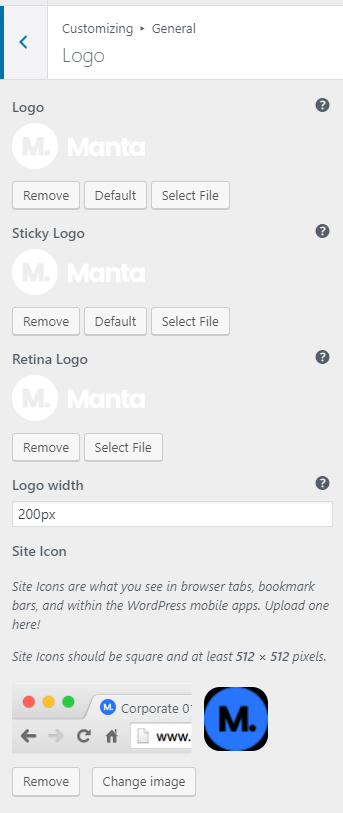 Customizing ▸ General
Logo
Logo
M. Manta
Remove Default Select File
Sticky Logo
M. Manta
Remove Default Select File
Retina Logo
M. Manta
Remove Select File
Logo width
200px
Site Icon
Site Icons are what you see in browser tabs, bookmark
bars, and within the WordPress mobile apps. Upload one
here!
Site Icons should be square and at least 512 × 512 pixels.
M. Corporate 01
www.
M.
Remove Change image